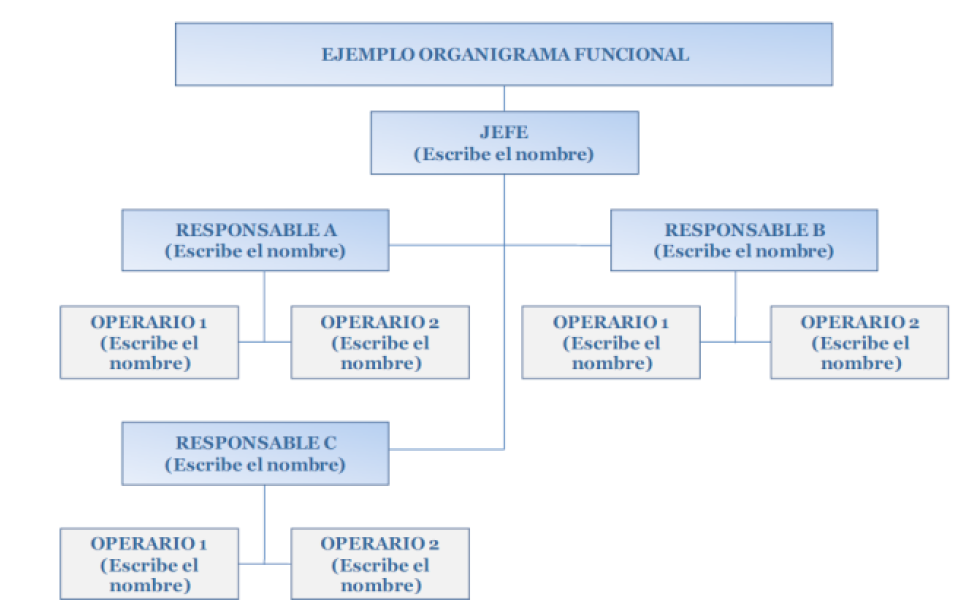 EJEMPLO ORGANIGRAMA FUNCIONAL
JEFE
(Escribe el nombre)
RESPONSABLE A
(Escribe el nombre)
RESPONSABLE B
(Escribe el nombre)
OPERARIO 1
(Escribe el
nombre)
OPERARIO 2
(Escribe el
nombre)
OPERARIO 1
(Escribe el
nombre)
OPERARIO 2
(Escribe el
nombre)
RESPONSABLE C
(Escribe el nombre)
OPERARIO 1
(Escribe el
nombre)
OPERARIO 2
(Escribe el
nombre)